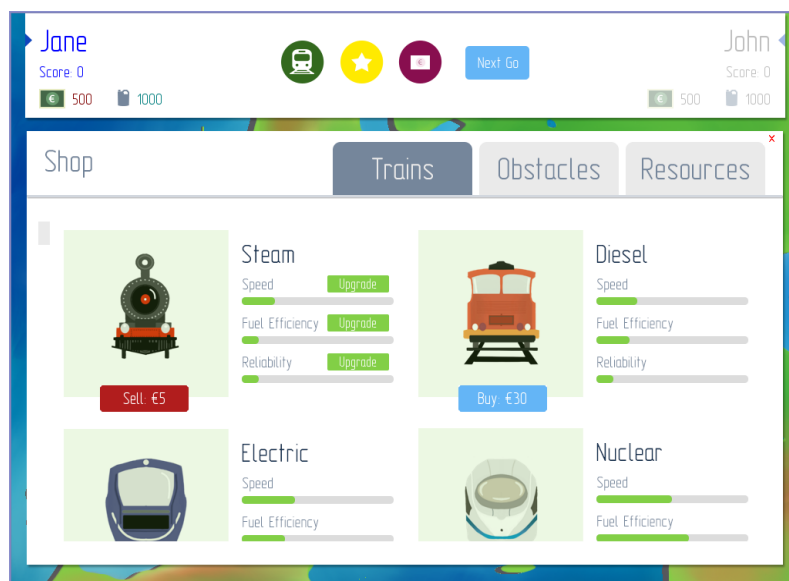 Jane
Score: 0
€ 500 1000
Next Go
John
Score: 0
€ 500 1000
x
Shop
Trains
Obstacles
Resources
Steam
Speed Upgrade
Fuel Efficiency Upgrade
Reliability Upgrade
Sell: €5
Diesel
Speed
Fuel Efficiency
Reliability
Buy: €30
Electric
Speed
Fuel Efficiency
Nuclear
Speed
Fuel Efficiency